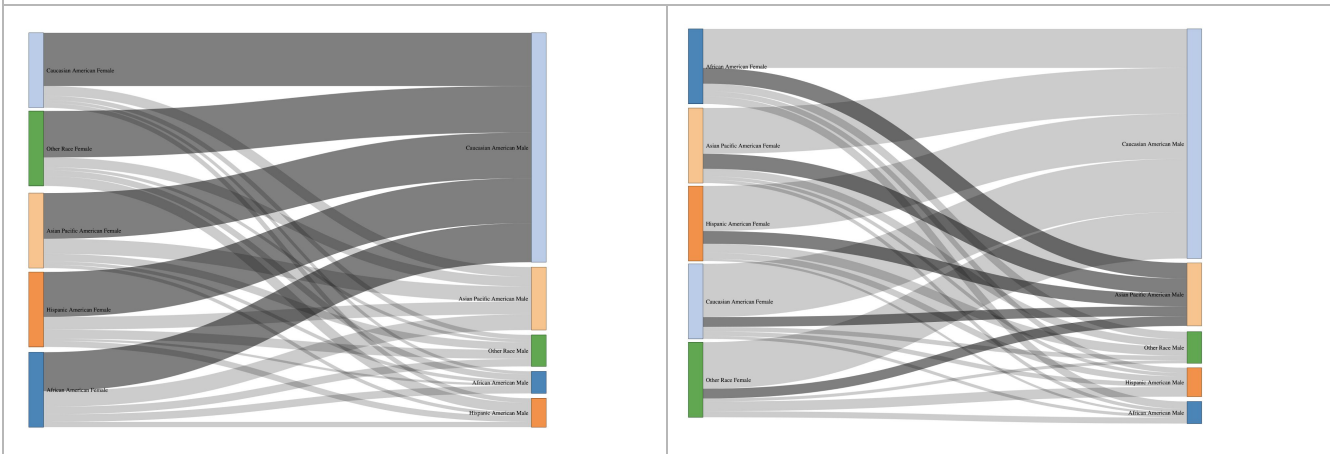 Caucasian American Female
Other Race Female
Caucasian American Male
Asian Pacific American Female
Asian Pacific American Male
Hispanic American Female
Other Race Male
African American Male
African American Female
Hispanic American Male
African American Female
Caucasian American Male
Asian Pacific American Female
Hispanic American Female
Asian Pacific American Male
Caucasian American Female
Other Race Male
Other Race Female
Hispanic American Male
African American Male